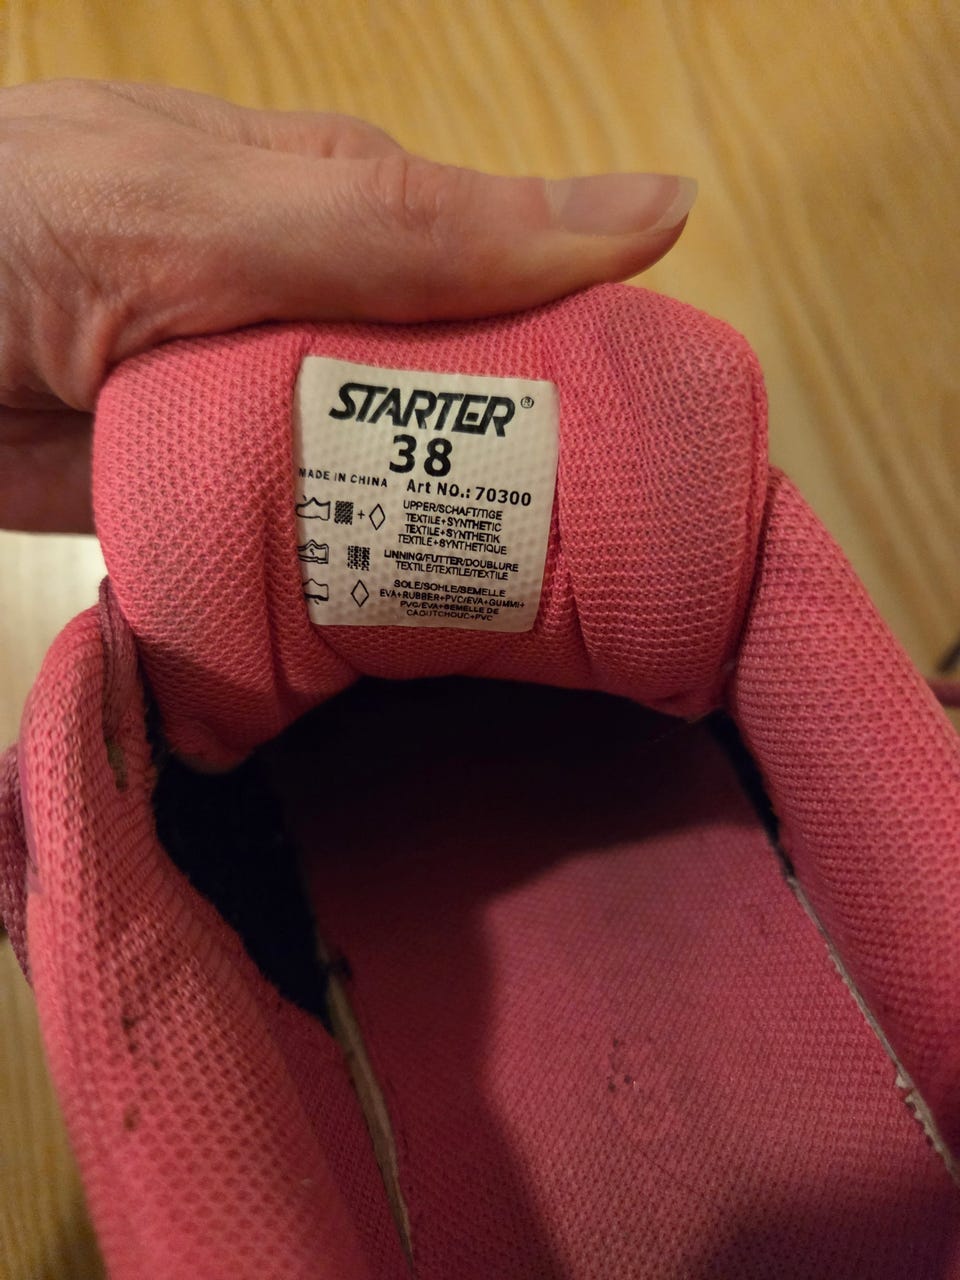 STARTER®
38
MADE IN CHINA Art No.: 70300
UPPER/SCHAFT/TIGE
TEXTILE+SYNTHETIC
TEXTILE+SYNTHETIK
TEXTILE+SYNTHETIQUE
LINNING/FUTTER/DOUBLURE
TEXTILE/TEXTILE/TEXTILE
SOLE/SOHLE/SEMELLE
EVA+RUBBER+PVC/EVA+GUMMI+
PVC/EVA+SEMELLE DE
CAOUTCHOUC+PVC